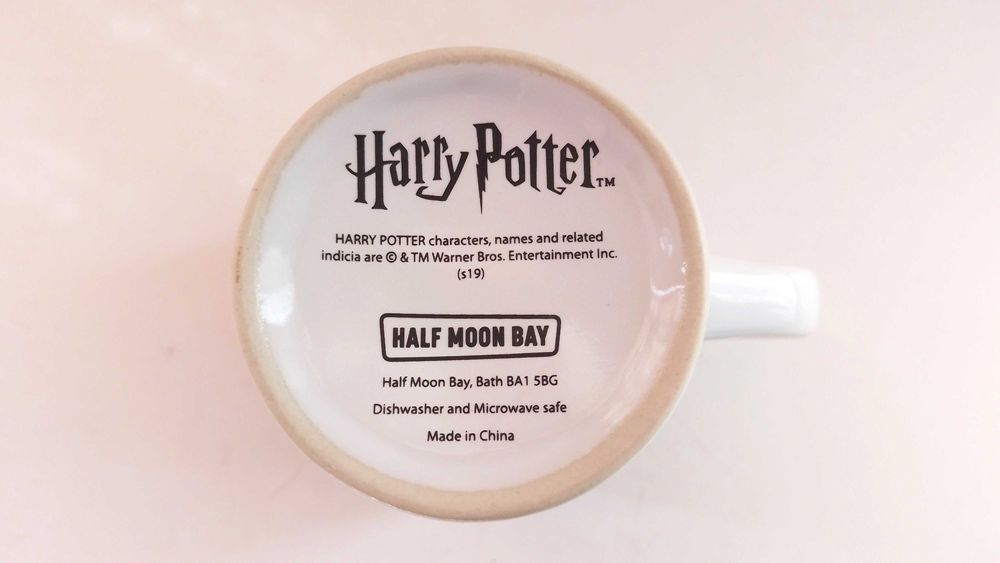 Harry Potter™
HARRY POTTER characters, names and related
indicia are © & TM Warner Bros. Entertainment Inc.
(s19)
HALF MOON BAY
Half Moon Bay, Bath BA1 5BG
Dishwasher and Microwave safe
Made in China